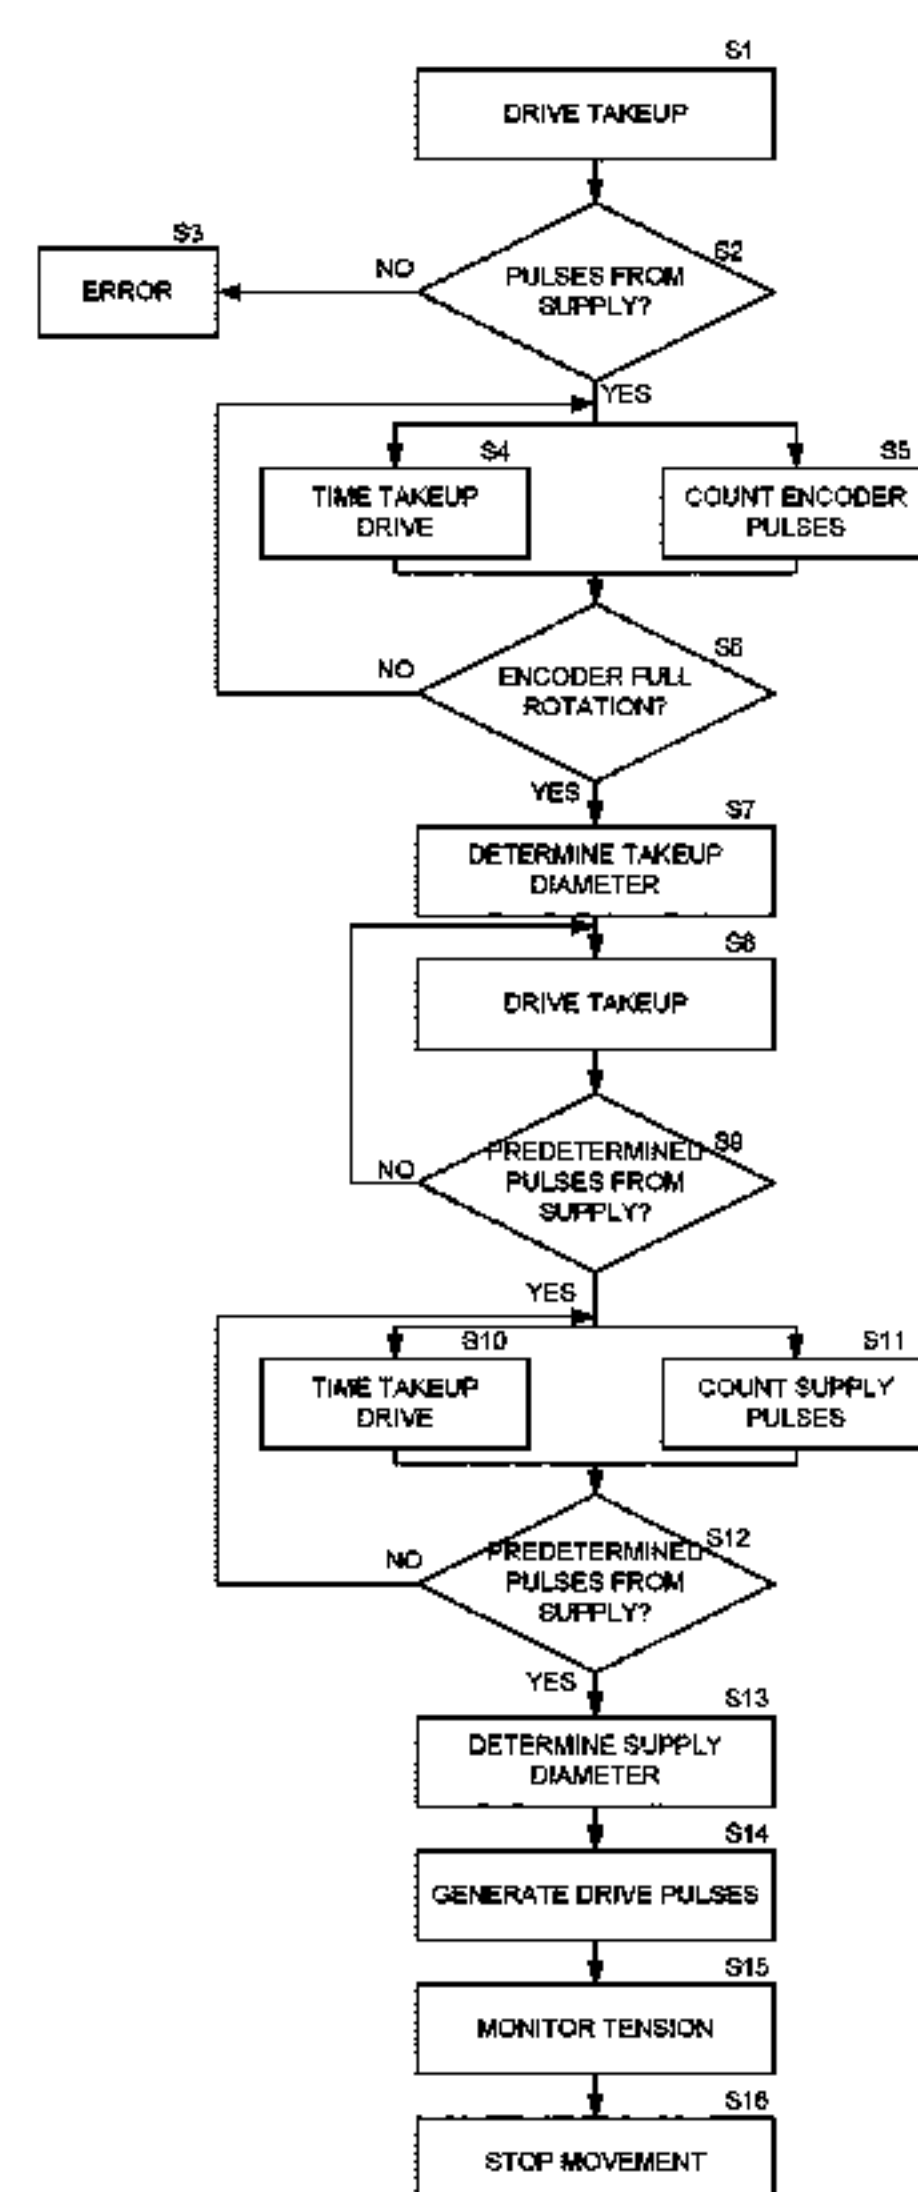 S1
DRIVE TAKEUP
S2
PULSES FROM
SUPPLY?
NO
S3
ERROR
YES
S4
TIME TAKEUP
DRIVE
S5
COUNT ENCODER
PULSES
S6
ENCODER FULL
ROTATION?
NO
YES
S7
DETERMINE TAKEUP
DIAMETER
S8
DRIVE TAKEUP
S9
PREDETERMINED
PULSES FROM
SUPPLY?
NO
YES
S10
TIME TAKEUP
DRIVE
S11
COUNT SUPPLY
PULSES
S12
PREDETERMINED
PULSES FROM
SUPPLY?
NO
YES
S13
DETERMINE SUPPLY
DIAMETER
S14
GENERATE DRIVE PULSES
S15
MONITOR TENSION
S16
STOP MOVEMENT